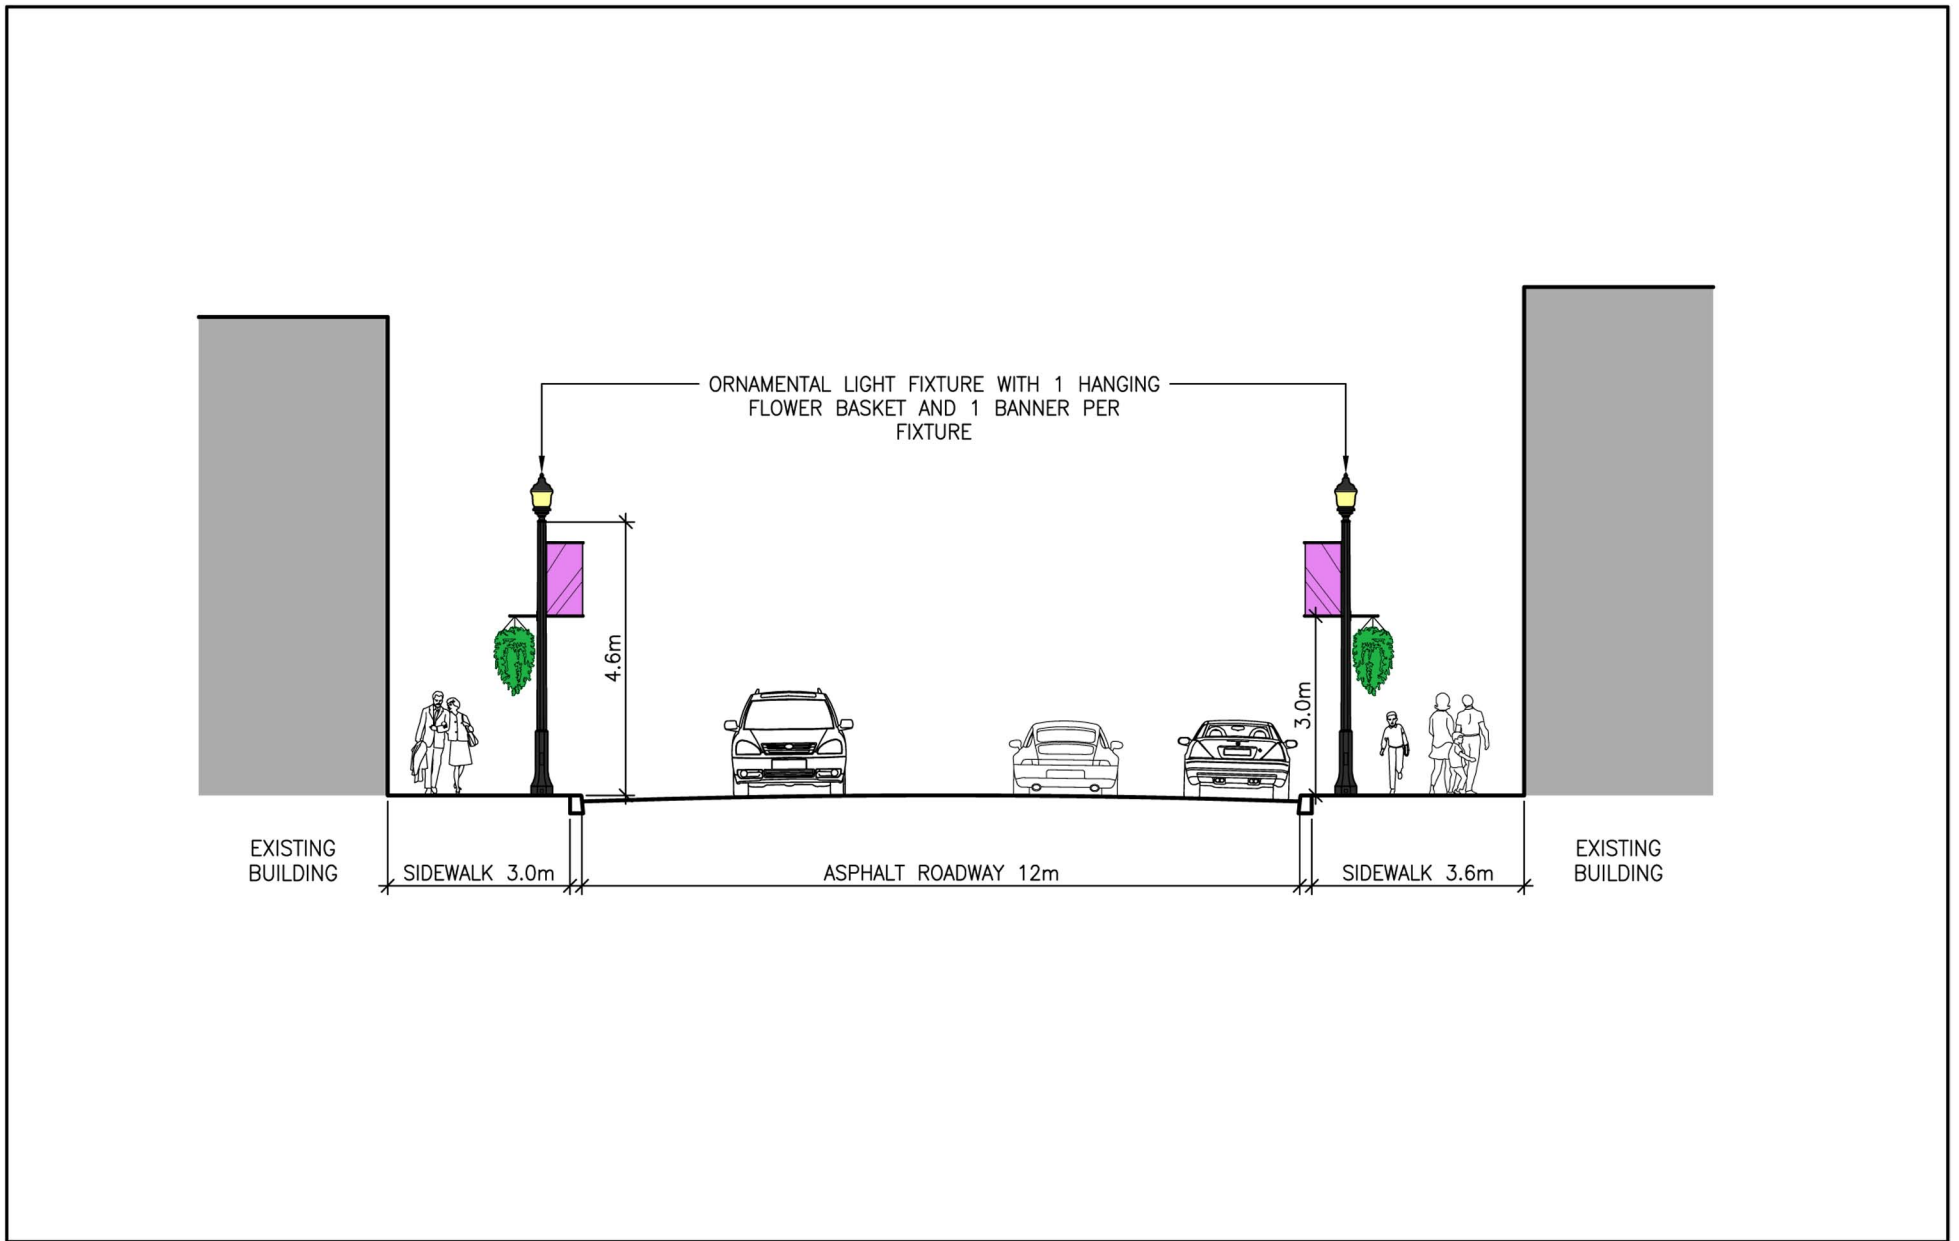 ORNAMENTAL LIGHT FIXTURE WITH 1 HANGING
FLOWER BASKET AND 1 BANNER PER
FIXTURE
4.6m
3.0m
EXISTING
BUILDING
SIDEWALK 3.0m
ASPHALT ROADWAY 12m
SIDEWALK 3.6m
EXISTING
BUILDING